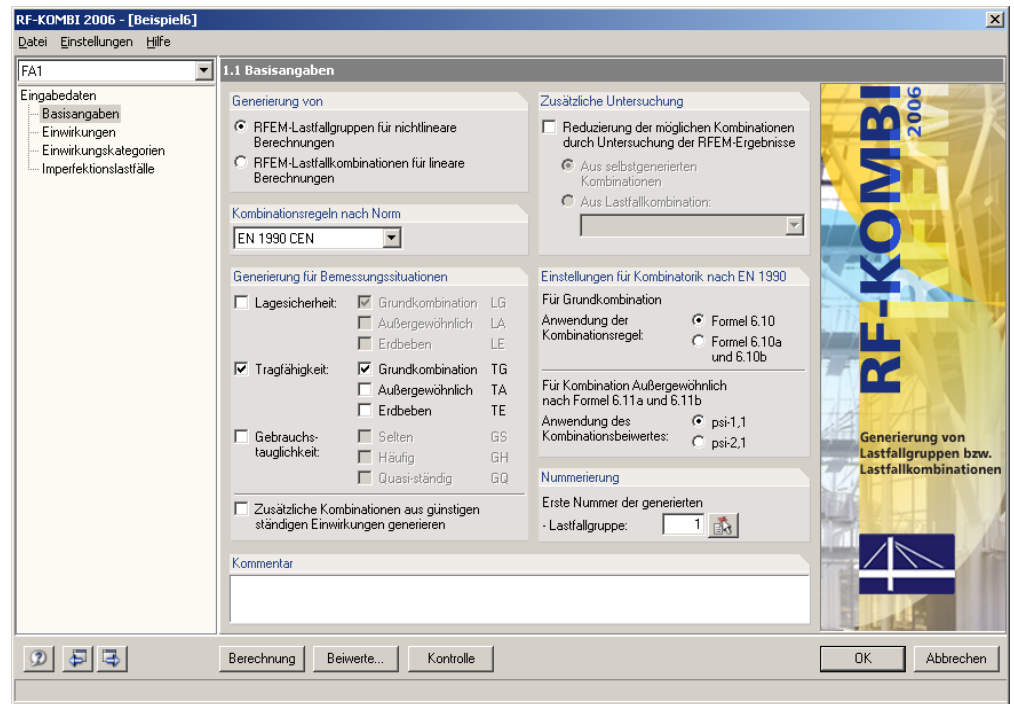 RF-KOMBI 2006 - [Beispiel6]
Datei Einstellungen Hilfe
FA1
1.1 Basisangaben
Eingabedaten
Basisangaben
Einwirkungen
Einwirkungskategorien
Imperfektionslastfälle
Generierung von
RFEM-Lastfallgruppen für nichtlineare
Berechnungen
RFEM-Lastfallkombinationen für lineare
Berechnungen
Kombinationsregeln nach Norm
EN 1990 CEN
Generierung für Bemessungssituationen
Lagesicherheit: Grundkombination LG
Außergewöhnlich LA
Erdbeben LE
Tragfähigkeit: Grundkombination TG
Außergewöhnlich TA
Erdbeben TE
Gebrauchs-
tauglichkeit:
Selten GS
Häufig GH
Quasi-ständig GQ
Zusätzliche Kombinationen aus günstigen
ständigen Einwirkungen generieren
Zusätzliche Untersuchung
Reduzierung der möglichen Kombinationen
durch Untersuchung der RFEM-Ergebnisse
Aus selbstgenerierten
Kombinationen
Aus Lastfallkombination:
Einstellungen für Kombinatorik nach EN 1990
Für Grundkombination
Anwendung der
Kombinationsregel:
Formel 6.10
Formel 6.10a
und 6.10b
Für Kombination Außergewöhnlich
nach Formel 6.11a und 6.11b
Anwendung des
Kombinationsbeiwertes:
psi-1,1
psi-2,1
Nummerierung
Erste Nummer der generierten
- Lastfallgruppe: 1
Kommentar
RF-KOMBI
2006
RFEM
Generierung von
Lastfallgruppen bzw.
Lastfallkombinationen
Berechnung Beiwerte... Kontrolle OK Abbrechen